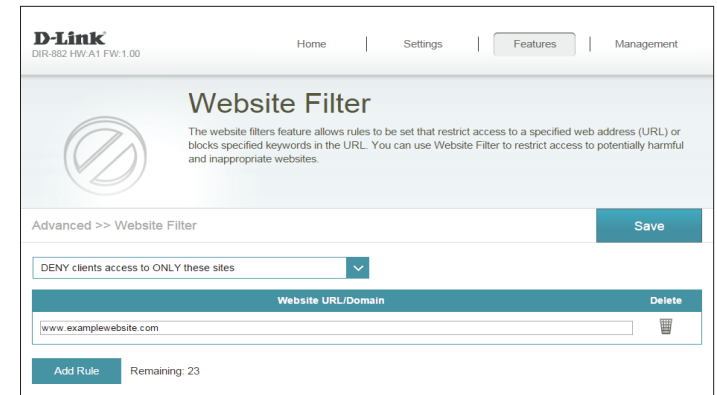 D-Link
DIR-882 HW:A1 FW:1.00
Home | Settings | Features | Management
Website Filter
The website filters feature allows rules to be set that restrict access to a specified web address (URL) or
blocks specified keywords in the URL. You can use Website Filter to restrict access to potentially harmful
and inappropriate websites.
Advanced >> Website Filter
Save
DENY clients access to ONLY these sites
Website URL/Domain Delete
www.examplewebsite.com
Add Rule Remaining: 23